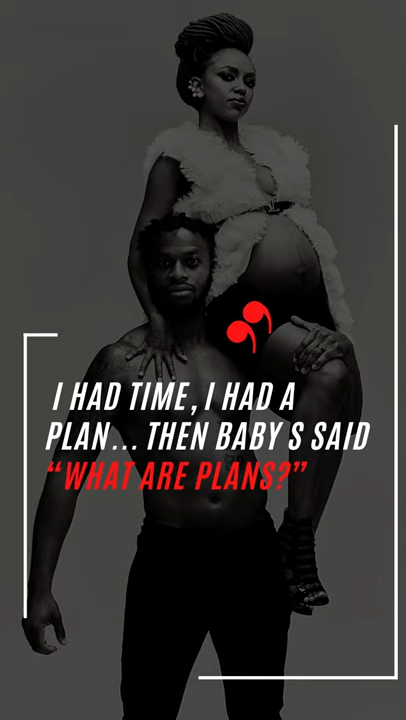 I HAD TIME, I HAD A
PLAN... THEN BABY S SAID
“WHAT ARE PLANS?”